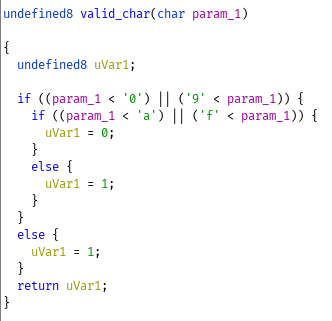 undefined8 valid_char(char param_1)
{
undefined8 uVar1;
if ((param_1 < '0') || ('9' < param_1)) {
if ((param_1 < 'a') || ('f' < param_1)) {
uVar1 = 0;
}
else {
uVar1 = 1;
}
}
else {
uVar1 = 1;
}
return uVar1;
}